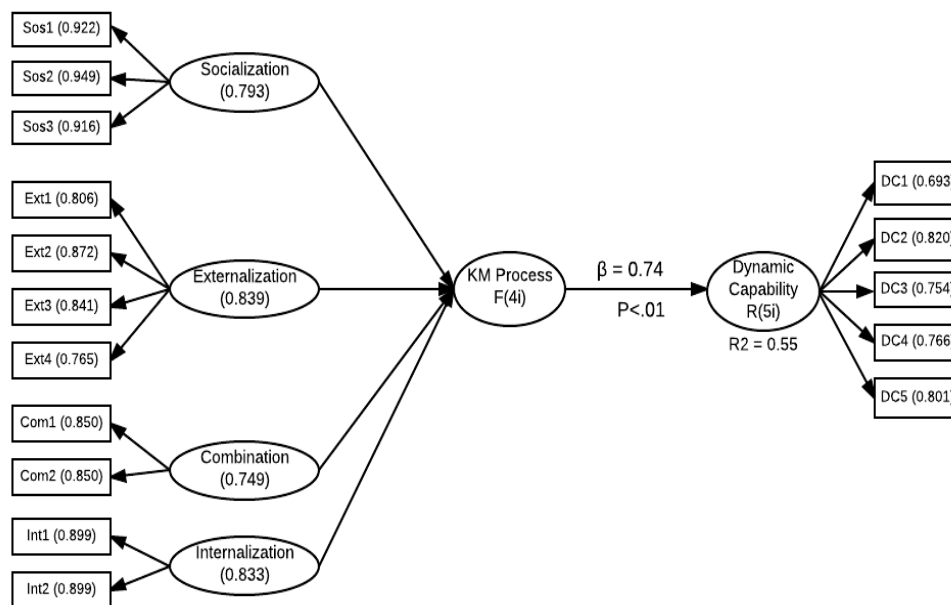 Sos1 (0.922)
Sos2 (0.949)
Sos3 (0.916)
Socialization
(0.793)
Ext1 (0.806)
Ext2 (0.872)
Ext3 (0.841)
Ext4 (0.765)
Externalization
(0.839)
Com1 (0.850)
Com2 (0.850)
Combination
(0.749)
Int1 (0.899)
Int2 (0.899)
Internalization
(0.833)
KM Process
F(4i)
β = 0.74
P<.01
Dynamic
Capability
R(5i)
R2 = 0.55
DC1 (0.693
DC2 (0.820)
DC3 (0.754)
DC4 (0.766
DC5 (0.801)